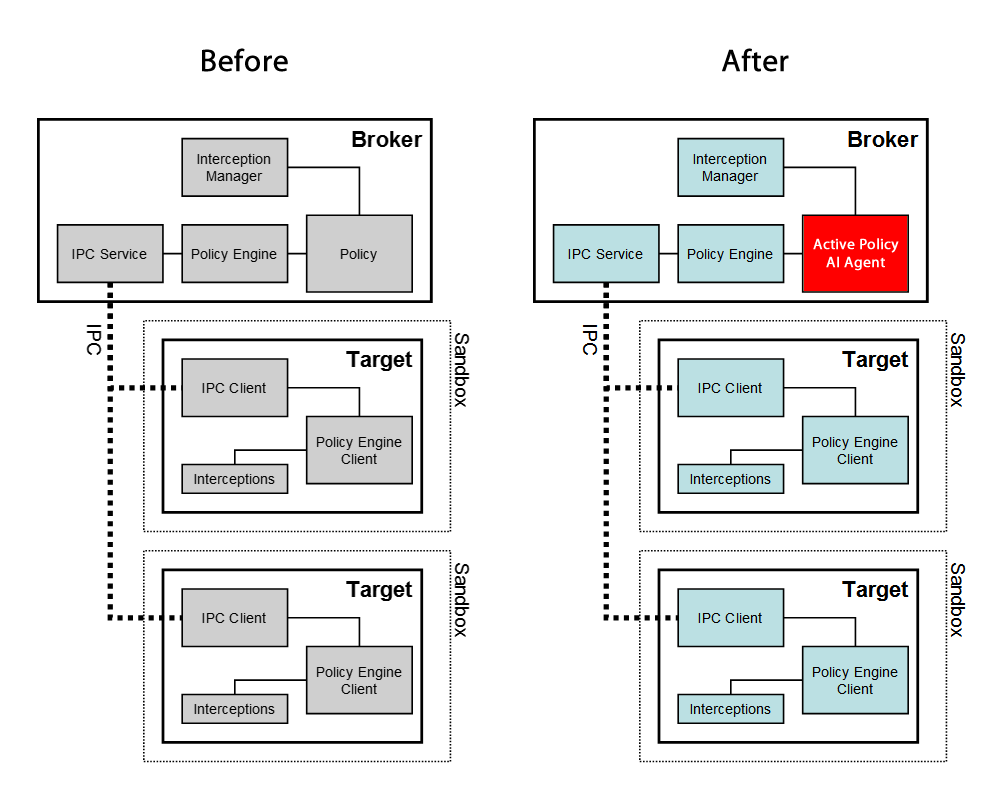 Before
Broker
Interception
Manager
IPC Service
Policy Engine
Policy
IPC
Sandbox
Target
IPC Client
Policy Engine
Client
Interceptions
Sandbox
Target
IPC Client
Policy Engine
Client
Interceptions
After
Broker
Interception
Manager
IPC Service
Policy Engine
Active Policy
AI Agent
IPC
Sandbox
Target
IPC Client
Policy Engine
Client
Interceptions
Sandbox
Target
IPC Client
Policy Engine
Client
Interceptions